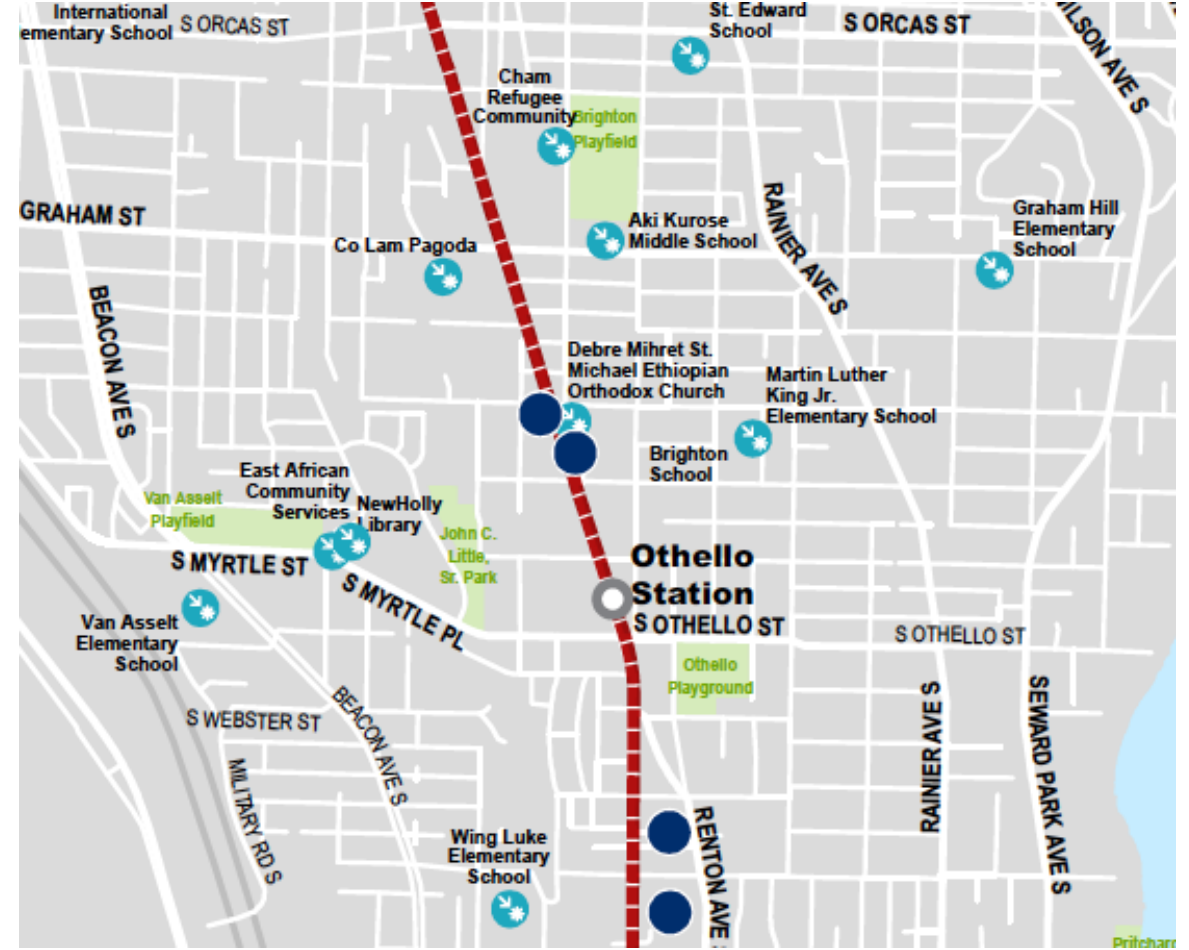 International
ementary School
S ORCAS ST
St. Edward
School
S ORCAS ST
ILSON AVE S
Cham
Refugee
Community
Brighton
Playfield
GRAHAM ST
Co Lam Pagoda
Aki Kurose
Middle School
RAINIER AVE S
Graham Hill
Elementary
School
BEACON AVE S
Debre Mihret St.
Michael Ethiopian
Orthodox Church
Martin Luther
King Jr.
Elementary School
Brighton
School
East African
Community
Services
NewHolly
Library
Van Asselt
Playfield
John C.
Little,
Sr. Park
S MYRTLE ST
S MYRTLE PL
Othello
Station
S OTHELLO ST
S OTHELLO ST
Van Asselt
Elementary
School
Othello
Playground
S WEBSTER ST
BEACON AVE S
RAINIER AVE S
SEWARD PARK AVE S
MILITARY RD S
Wing Luke
Elementary
School
RENTON AVE S
Pritchar